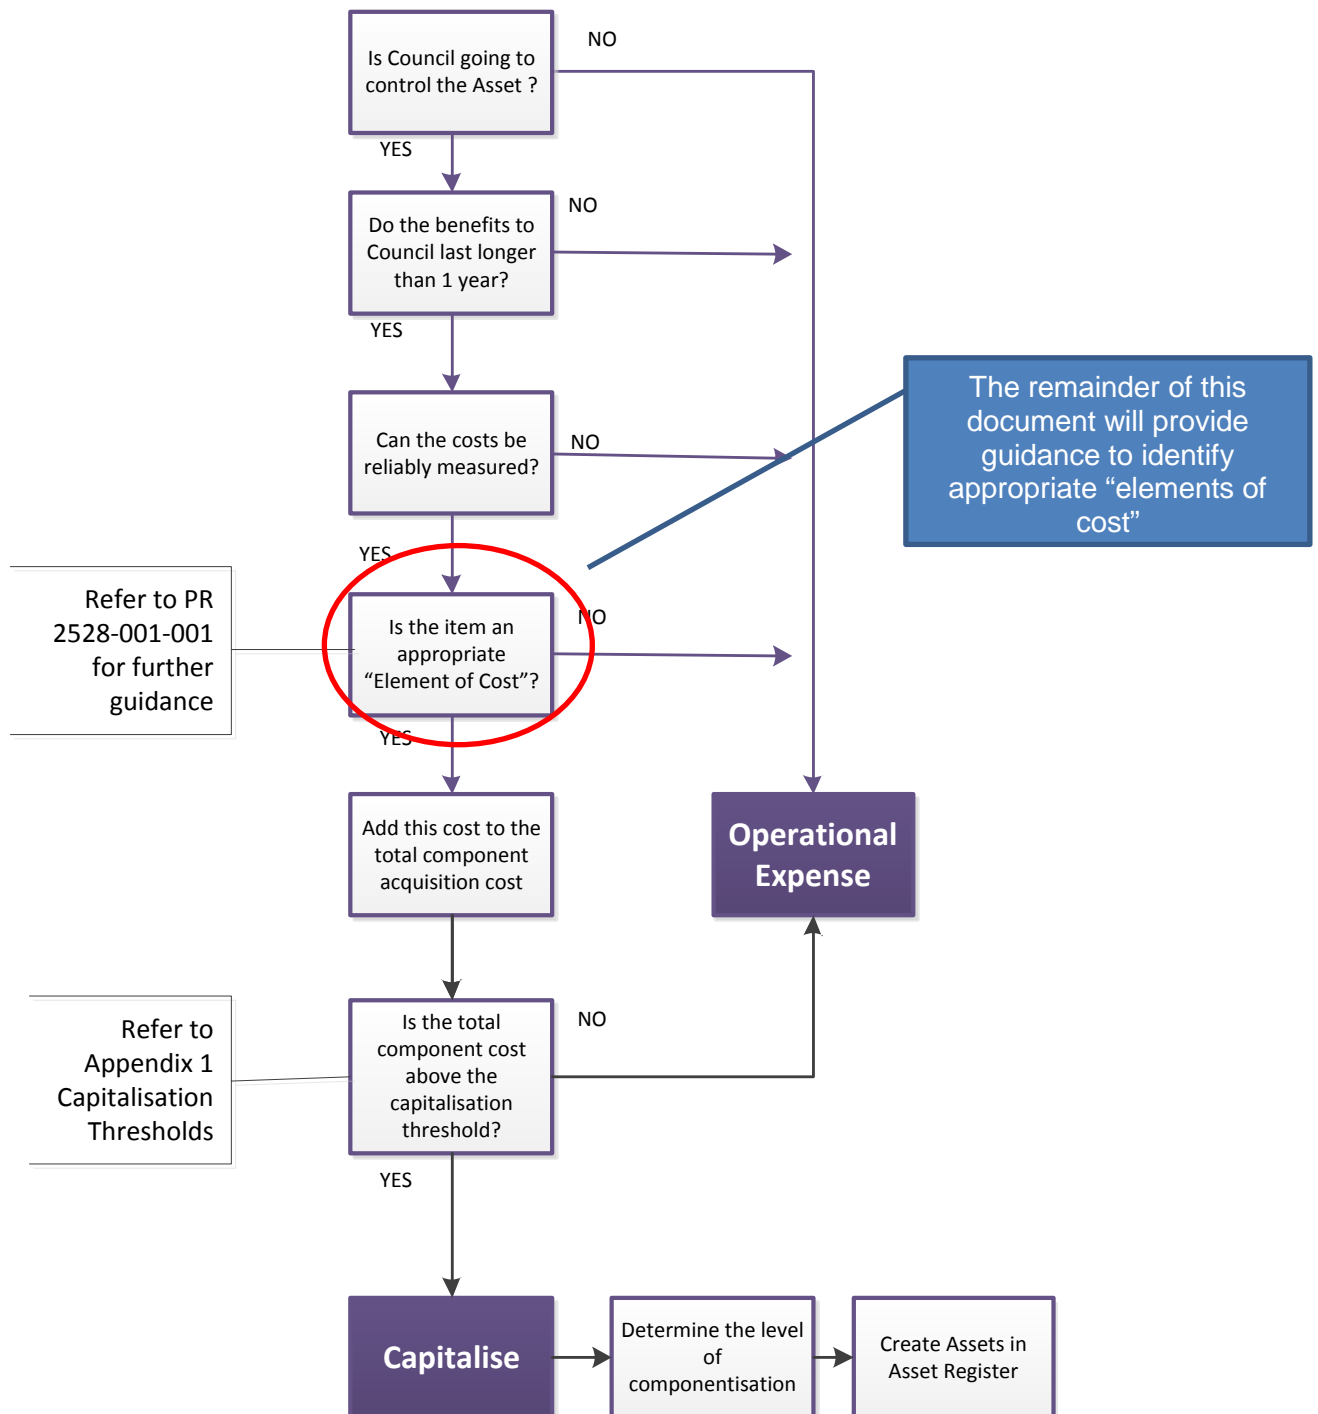 Is Council going to
control the Asset ?
NO
YES
Do the benefits to
Council last longer
than 1 year?
NO
YES
The remainder of this
document will provide
guidance to identify
appropriate “elements of
cost”
Can the costs be
reliably measured?
NO
YES
Refer to PR
2528-001-001
for further
guidance
Is the item an
appropriate
“Element of Cost”?
NO
YES
Add this cost to the
total component
acquisition cost
Operational
Expense
Refer to
Appendix 1
Capitalisation
Thresholds
Is the total
component cost
above the
capitalisation
threshold?
NO
YES
Capitalise
Determine the level
of
componentisation
Create Assets in
Asset Register